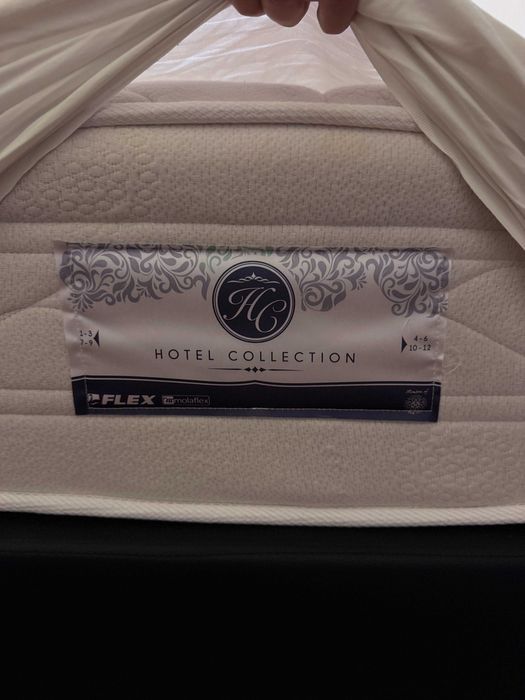 HC
1-3
7-9
4-6
10-12
HOTEL COLLECTION
FLEX molaflex